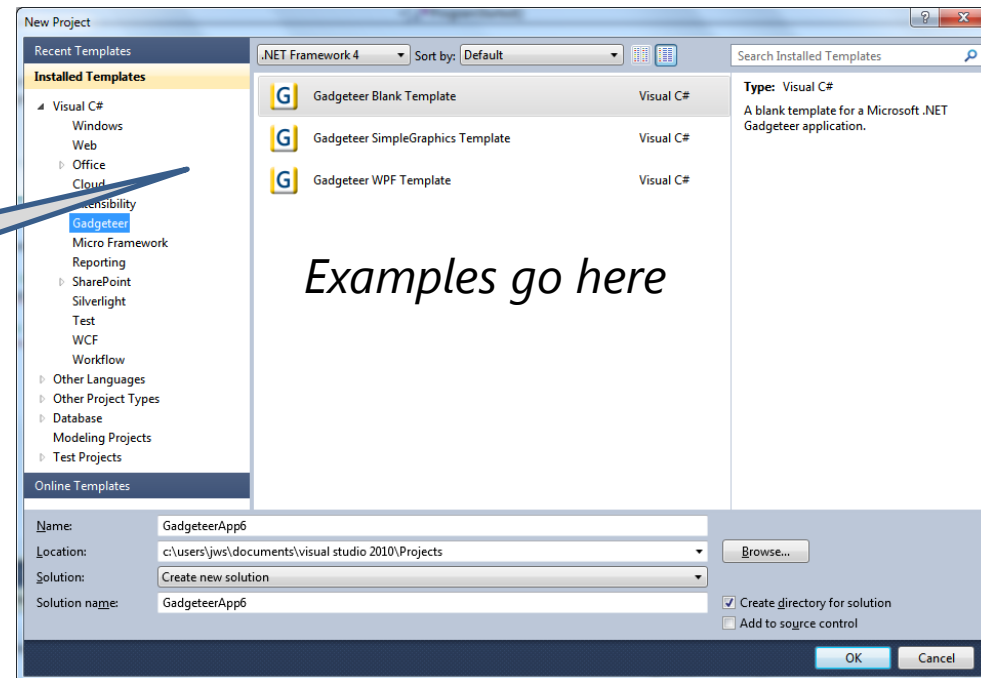 New Project
Recent Templates
Installed Templates
Visual C#
Windows
Web
Office
Cloud
Gadgeteer
Micro Framework
Reporting
SharePoint
Silverlight
Test
WCF
Workflow
Other Languages
Other Project Types
Database
Modeling Projects
Test Projects
Online Templates
.NET Framework 4 Sort by: Default
G Gadgeteer Blank Template Visual C#
G Gadgeteer SimpleGraphics Template Visual C#
G Gadgeteer WPF Template Visual C#
Examples go here
Search Installed Templates
Type: Visual C#
A blank template for a Microsoft .NET
Gadgeteer application.
Name: GadgeteerApp6
Location: c:\users\jws\documents\visual studio 2010\Projects Browse...
Solution: Create new solution
Solution name: GadgeteerApp6
Create directory for solution
Add to source control
OK Cancel